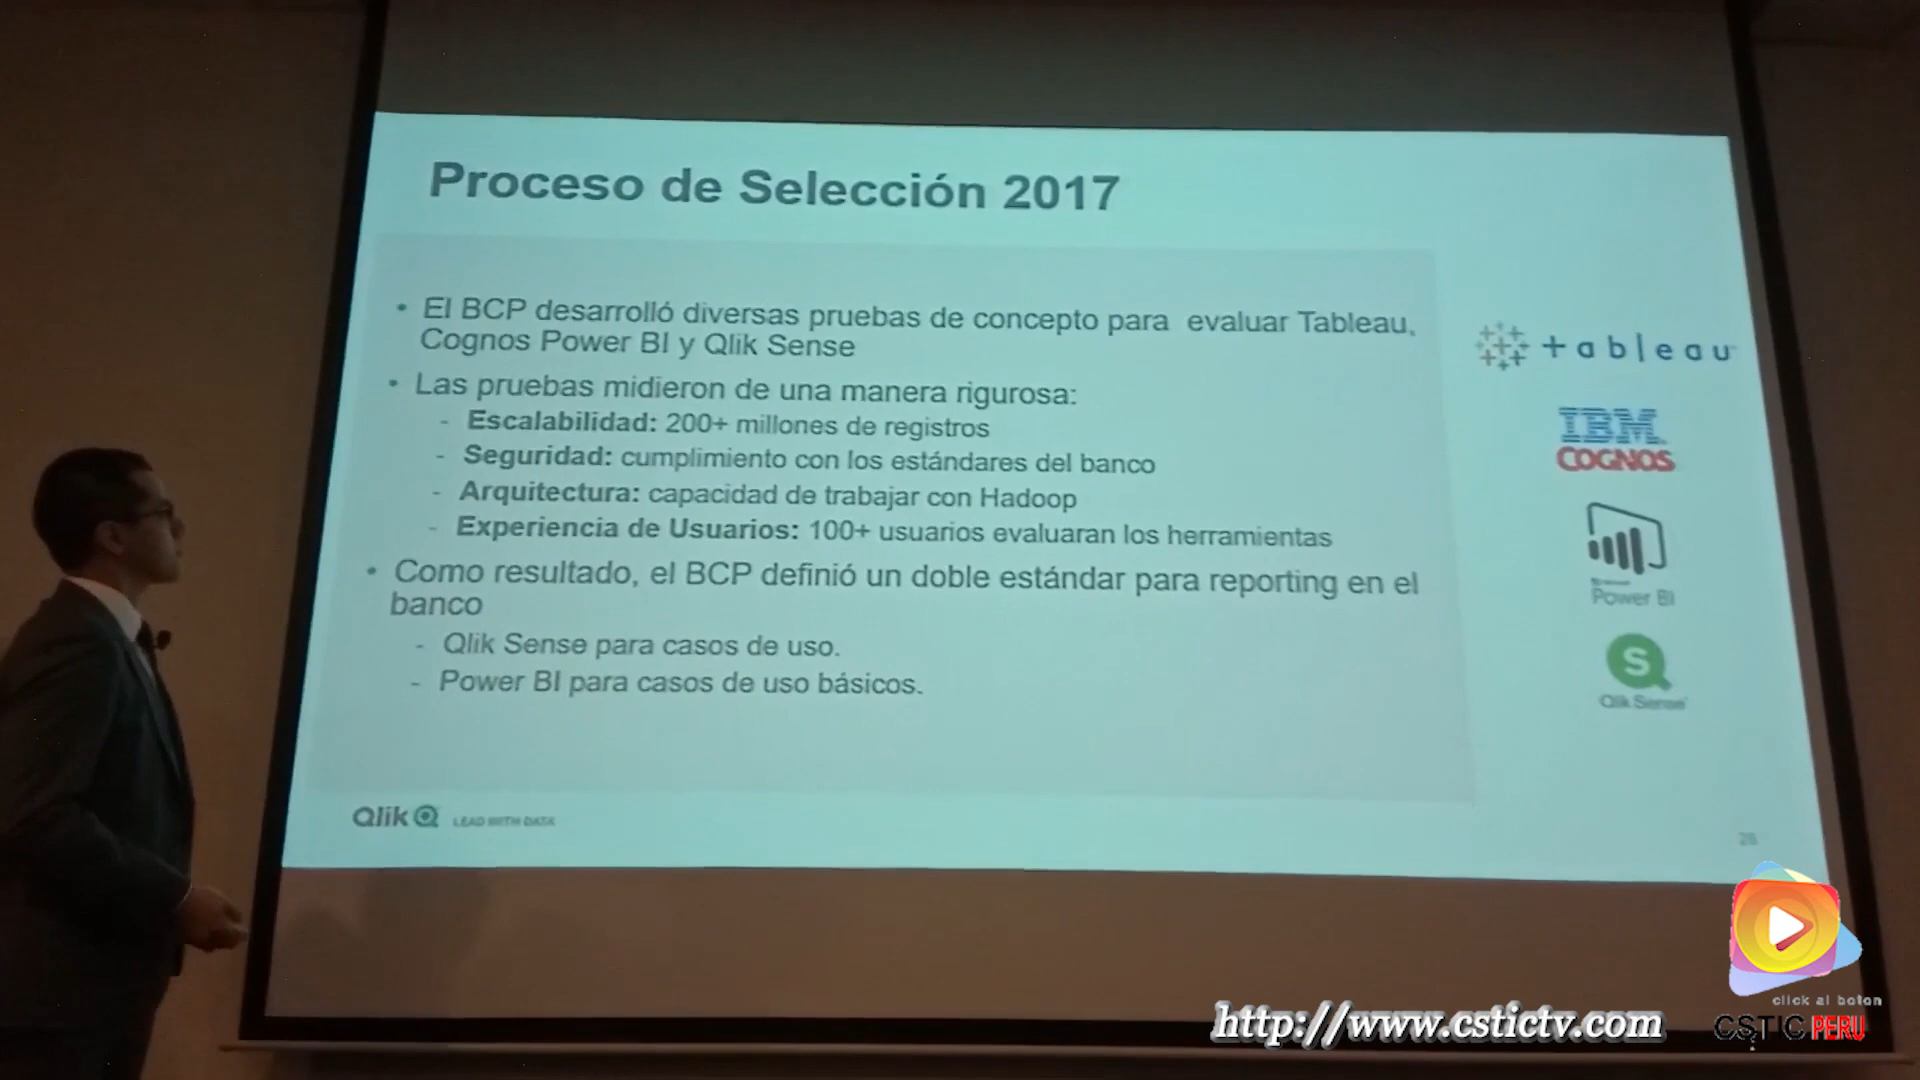 Proceso de Selección 2017
• El BCP desarrolló diversas pruebas de concepto para evaluar Tableau,
Cognos Power BI y Qlik Sense
• Las pruebas midieron de una manera rigurosa:
- Escalabilidad: 200+ millones de registros
- Seguridad: cumplimiento con los estándares del banco
- Arquitectura: capacidad de trabajar con Hadoop
- Experiencia de Usuarios: 100+ usuarios evaluaran los herramientas
• Como resultado, el BCP definió un doble estándar para reporting en el
banco
- Qlik Sense para casos de uso.
- Power BI para casos de uso básicos.
+ a b l e a u
IBM
COGNOS
Power BI
S
Qlik Sense
Qlik LEAD WITH DATA
click al boton
http://www.cstictv.com
CSTIC PERU